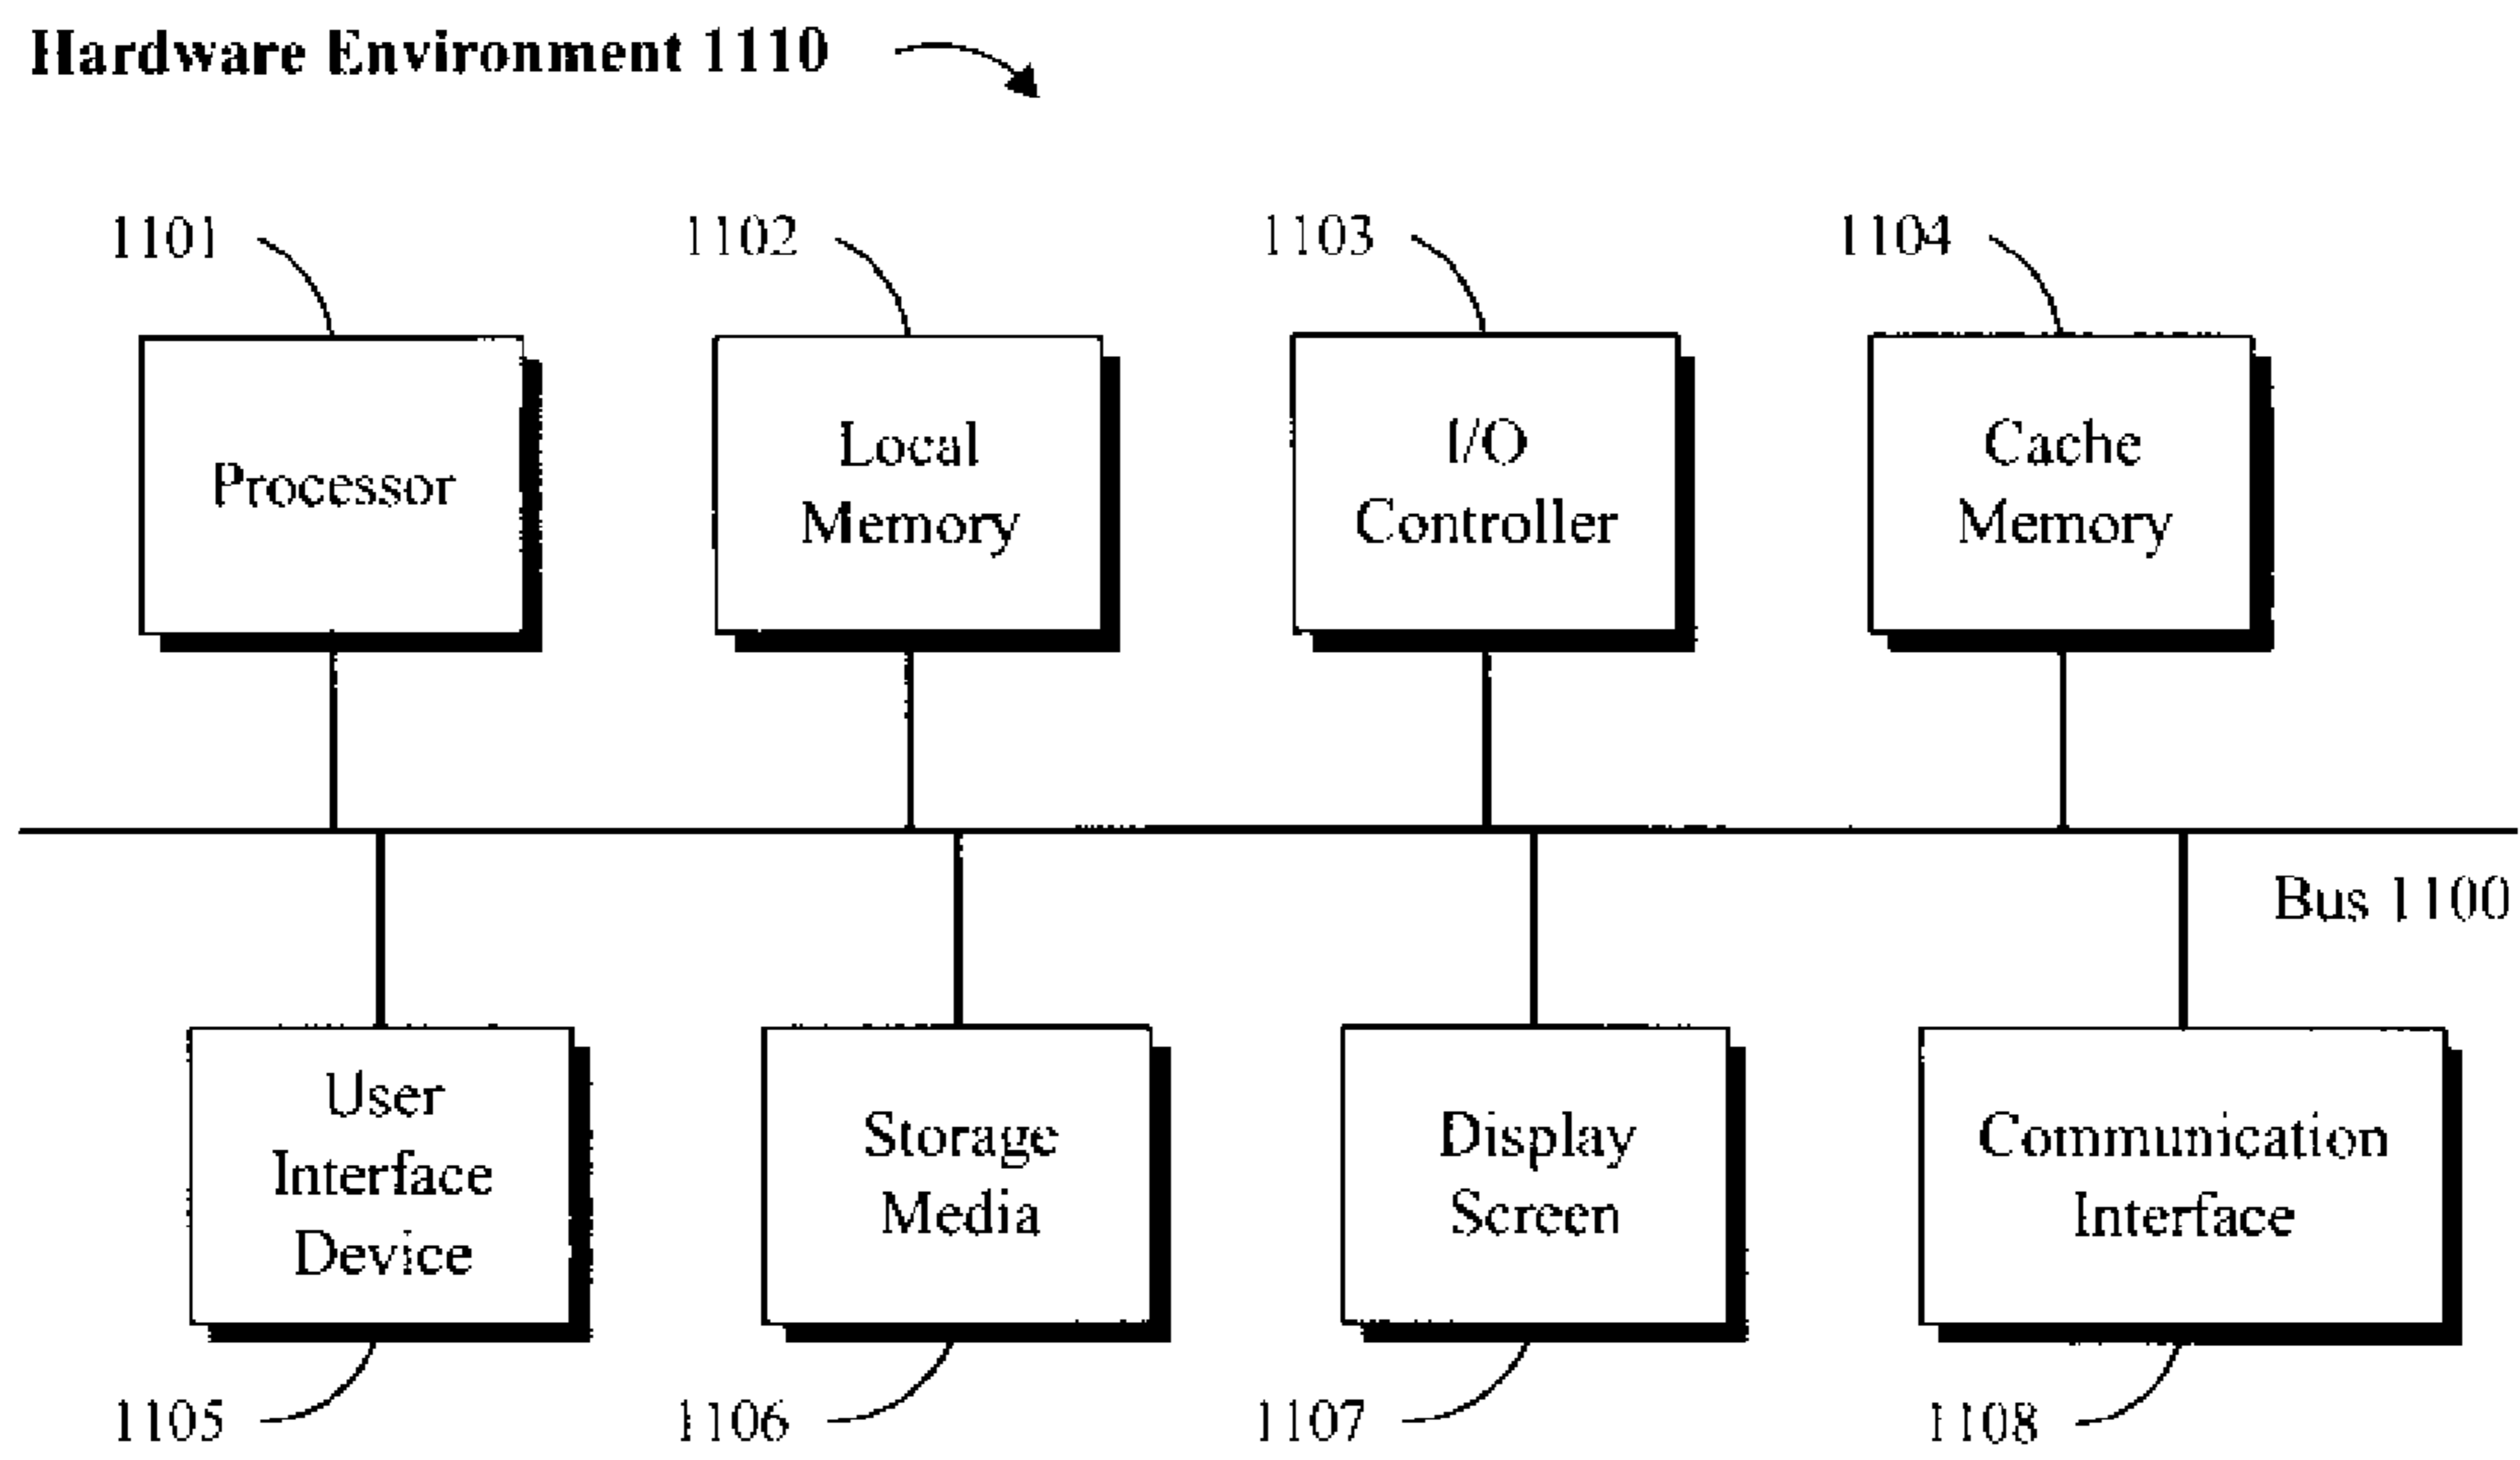 Hardware Environment 1110
1101
1102
1103
1104
Processor
Local
Memory
I/O
Controller
Cache
Memory
Bus 1100
User
Interface
Device
Storage
Media
Display
Screen
Communication
Interface
1105
1106
1107
1108